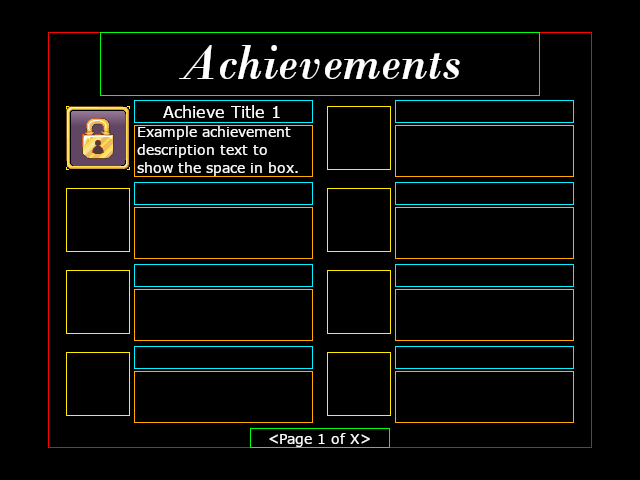 Achievements
Achieve Title 1
Example achievement
description text to
show the space in box.
<Page 1 of X>